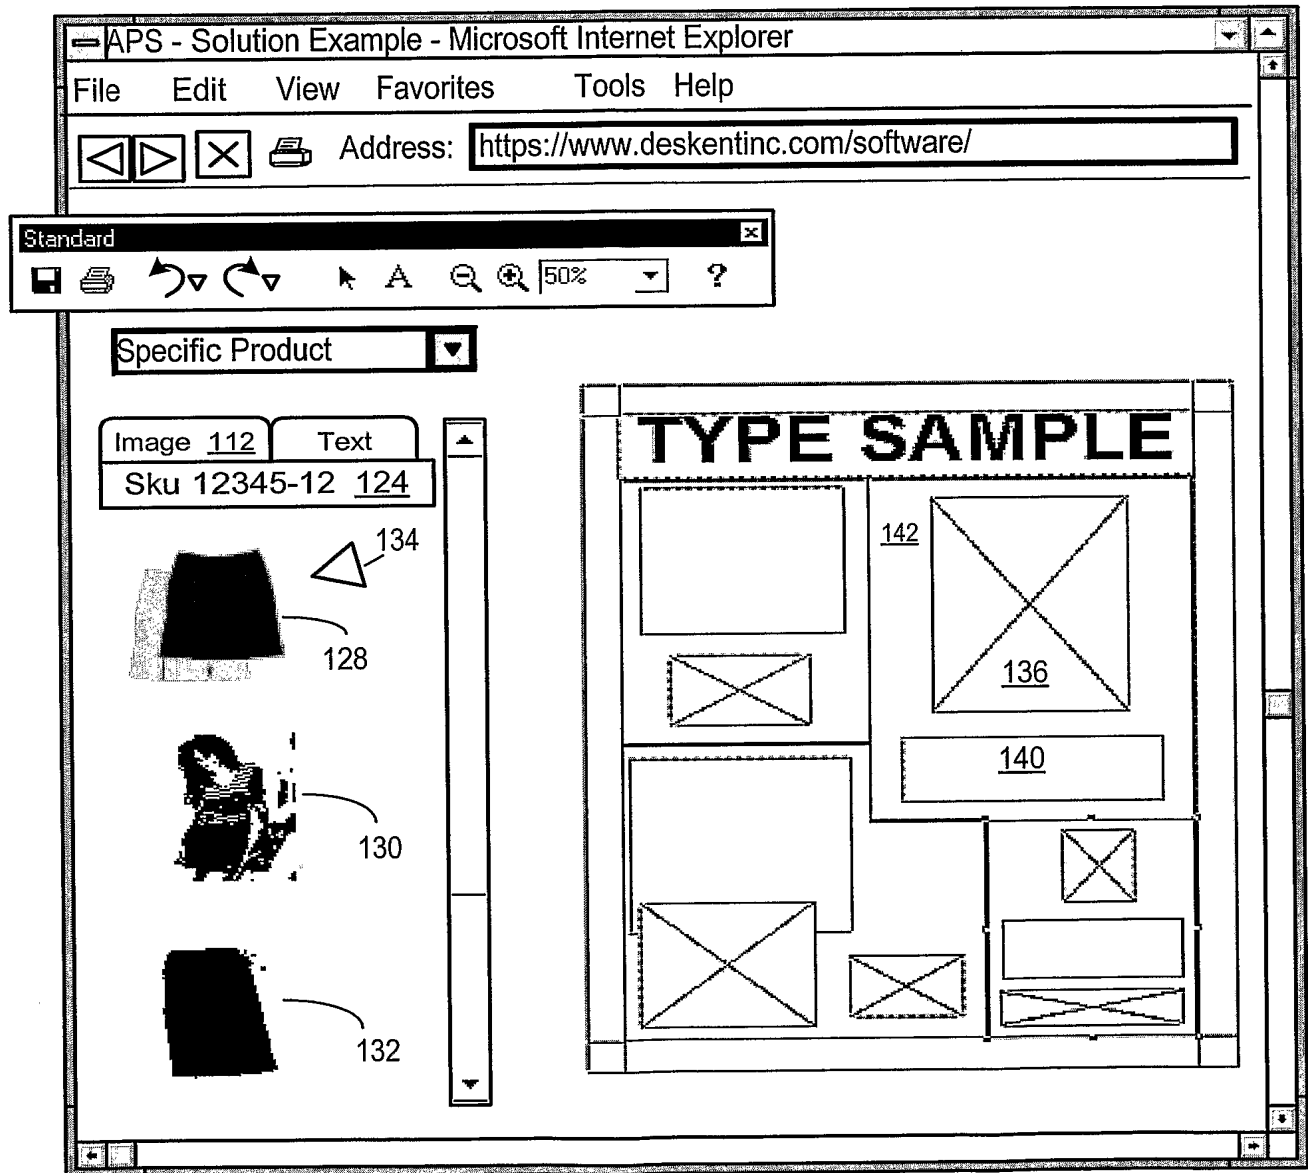 APS - Solution Example - Microsoft Internet Explorer
File Edit View Favorites Tools Help
Address: https://www.deskentinc.com/software/
Standard
A 50% ?
Specific Product
Image 112 Text
Sku 12345-12 124
134
128
130
132
TYPE SAMPLE
142
136
140